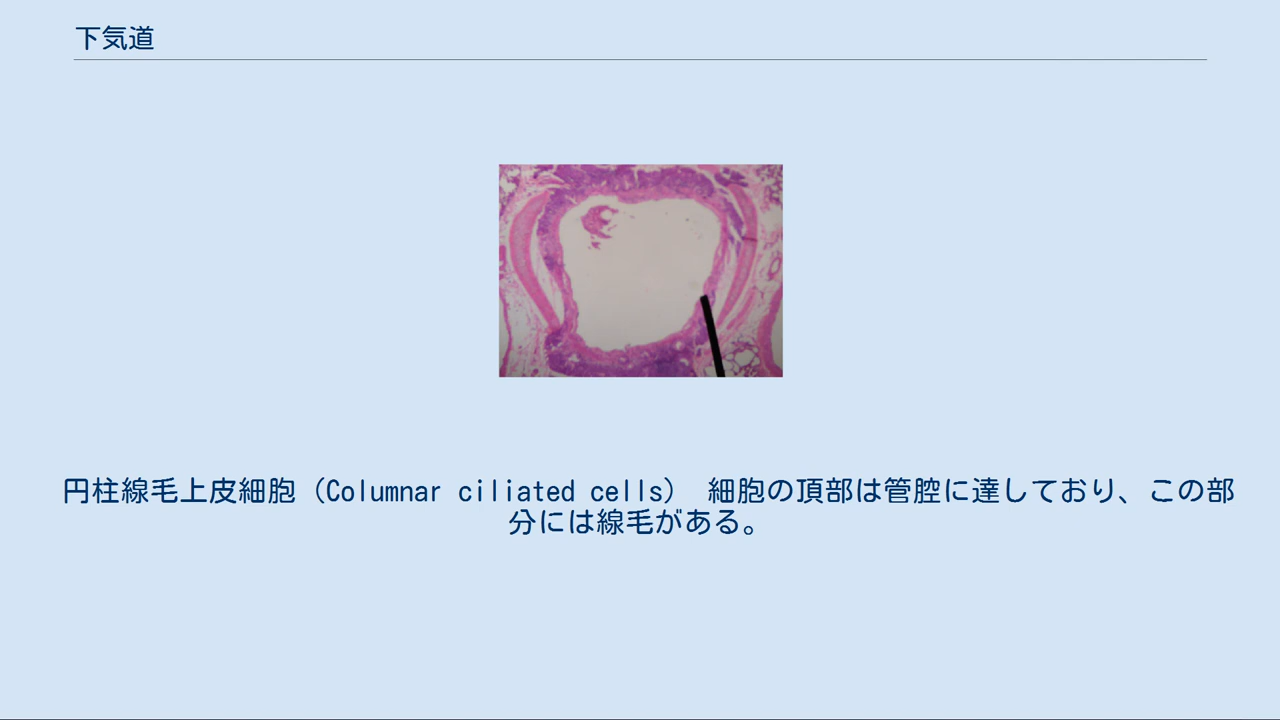 下気道
円柱線毛上皮細胞（Columnar ciliated cells） 細胞の頂部は管腔に達しており、この部
分には線毛がある。